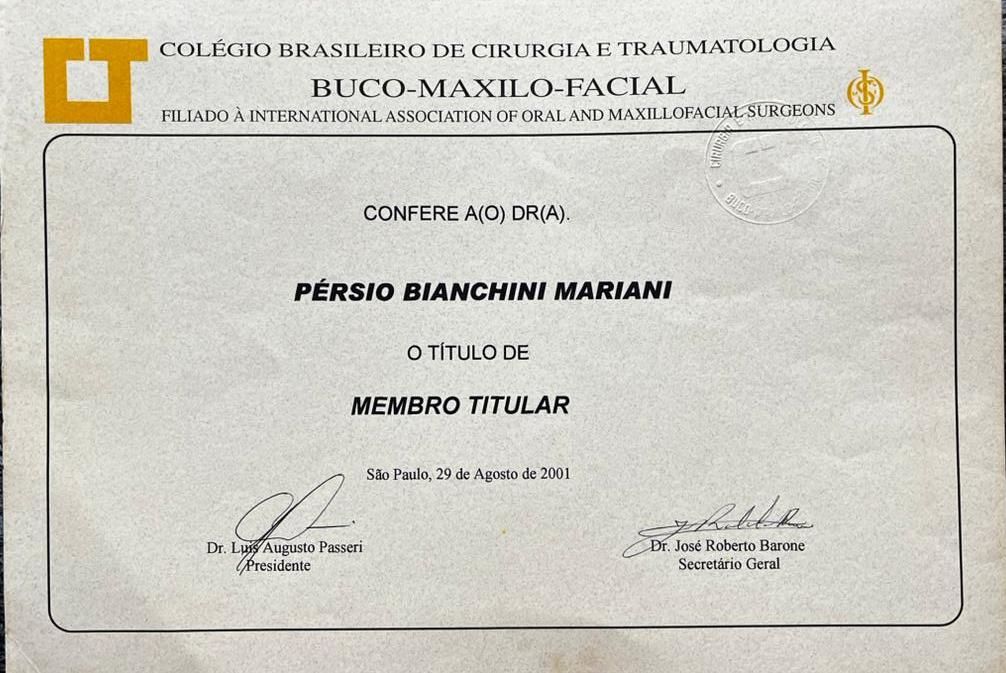 COLÉGIO BRASILEIRO DE CIRURGIA E TRAUMATOLOGIA
BUCO-MAXILO-FACIAL
FILIADO À INTERNATIONAL ASSOCIATION OF ORAL AND MAXILLOFACIAL SURGEONS
CIRURGIA E
BUCO
CONFERE A(O) DR(A).
PÉRSIO BIANCHINI MARIANI
O TÍTULO DE
MEMBRO TITULAR
São Paulo, 29 de Agosto de 2001
Dr. Luis Augusto Passeri
Presidente
Dr. José Roberto Barone
Secretário Geral